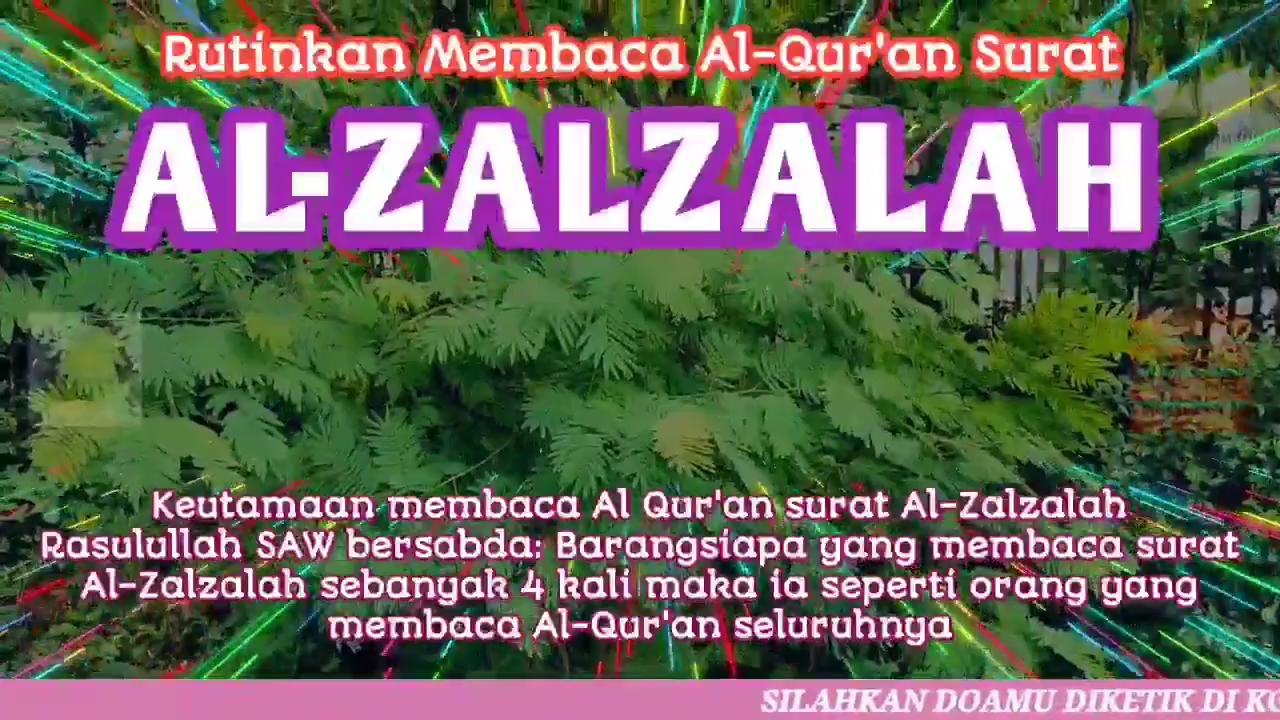 Rutinkan Membaca Al-Qur'an Surat
AL-ZALZALAH
Keutamaan membaca Al Qur'an surat Al-Zalzalah
Rasulullah SAW bersabda: Barangsiapa yang membaca surat
Al-Zalzalah sebanyak 4 kali maka ia seperti orang yang
membaca Al-Qur'an seluruhnya
SILAHKAN DOAMU DIKETIK DI